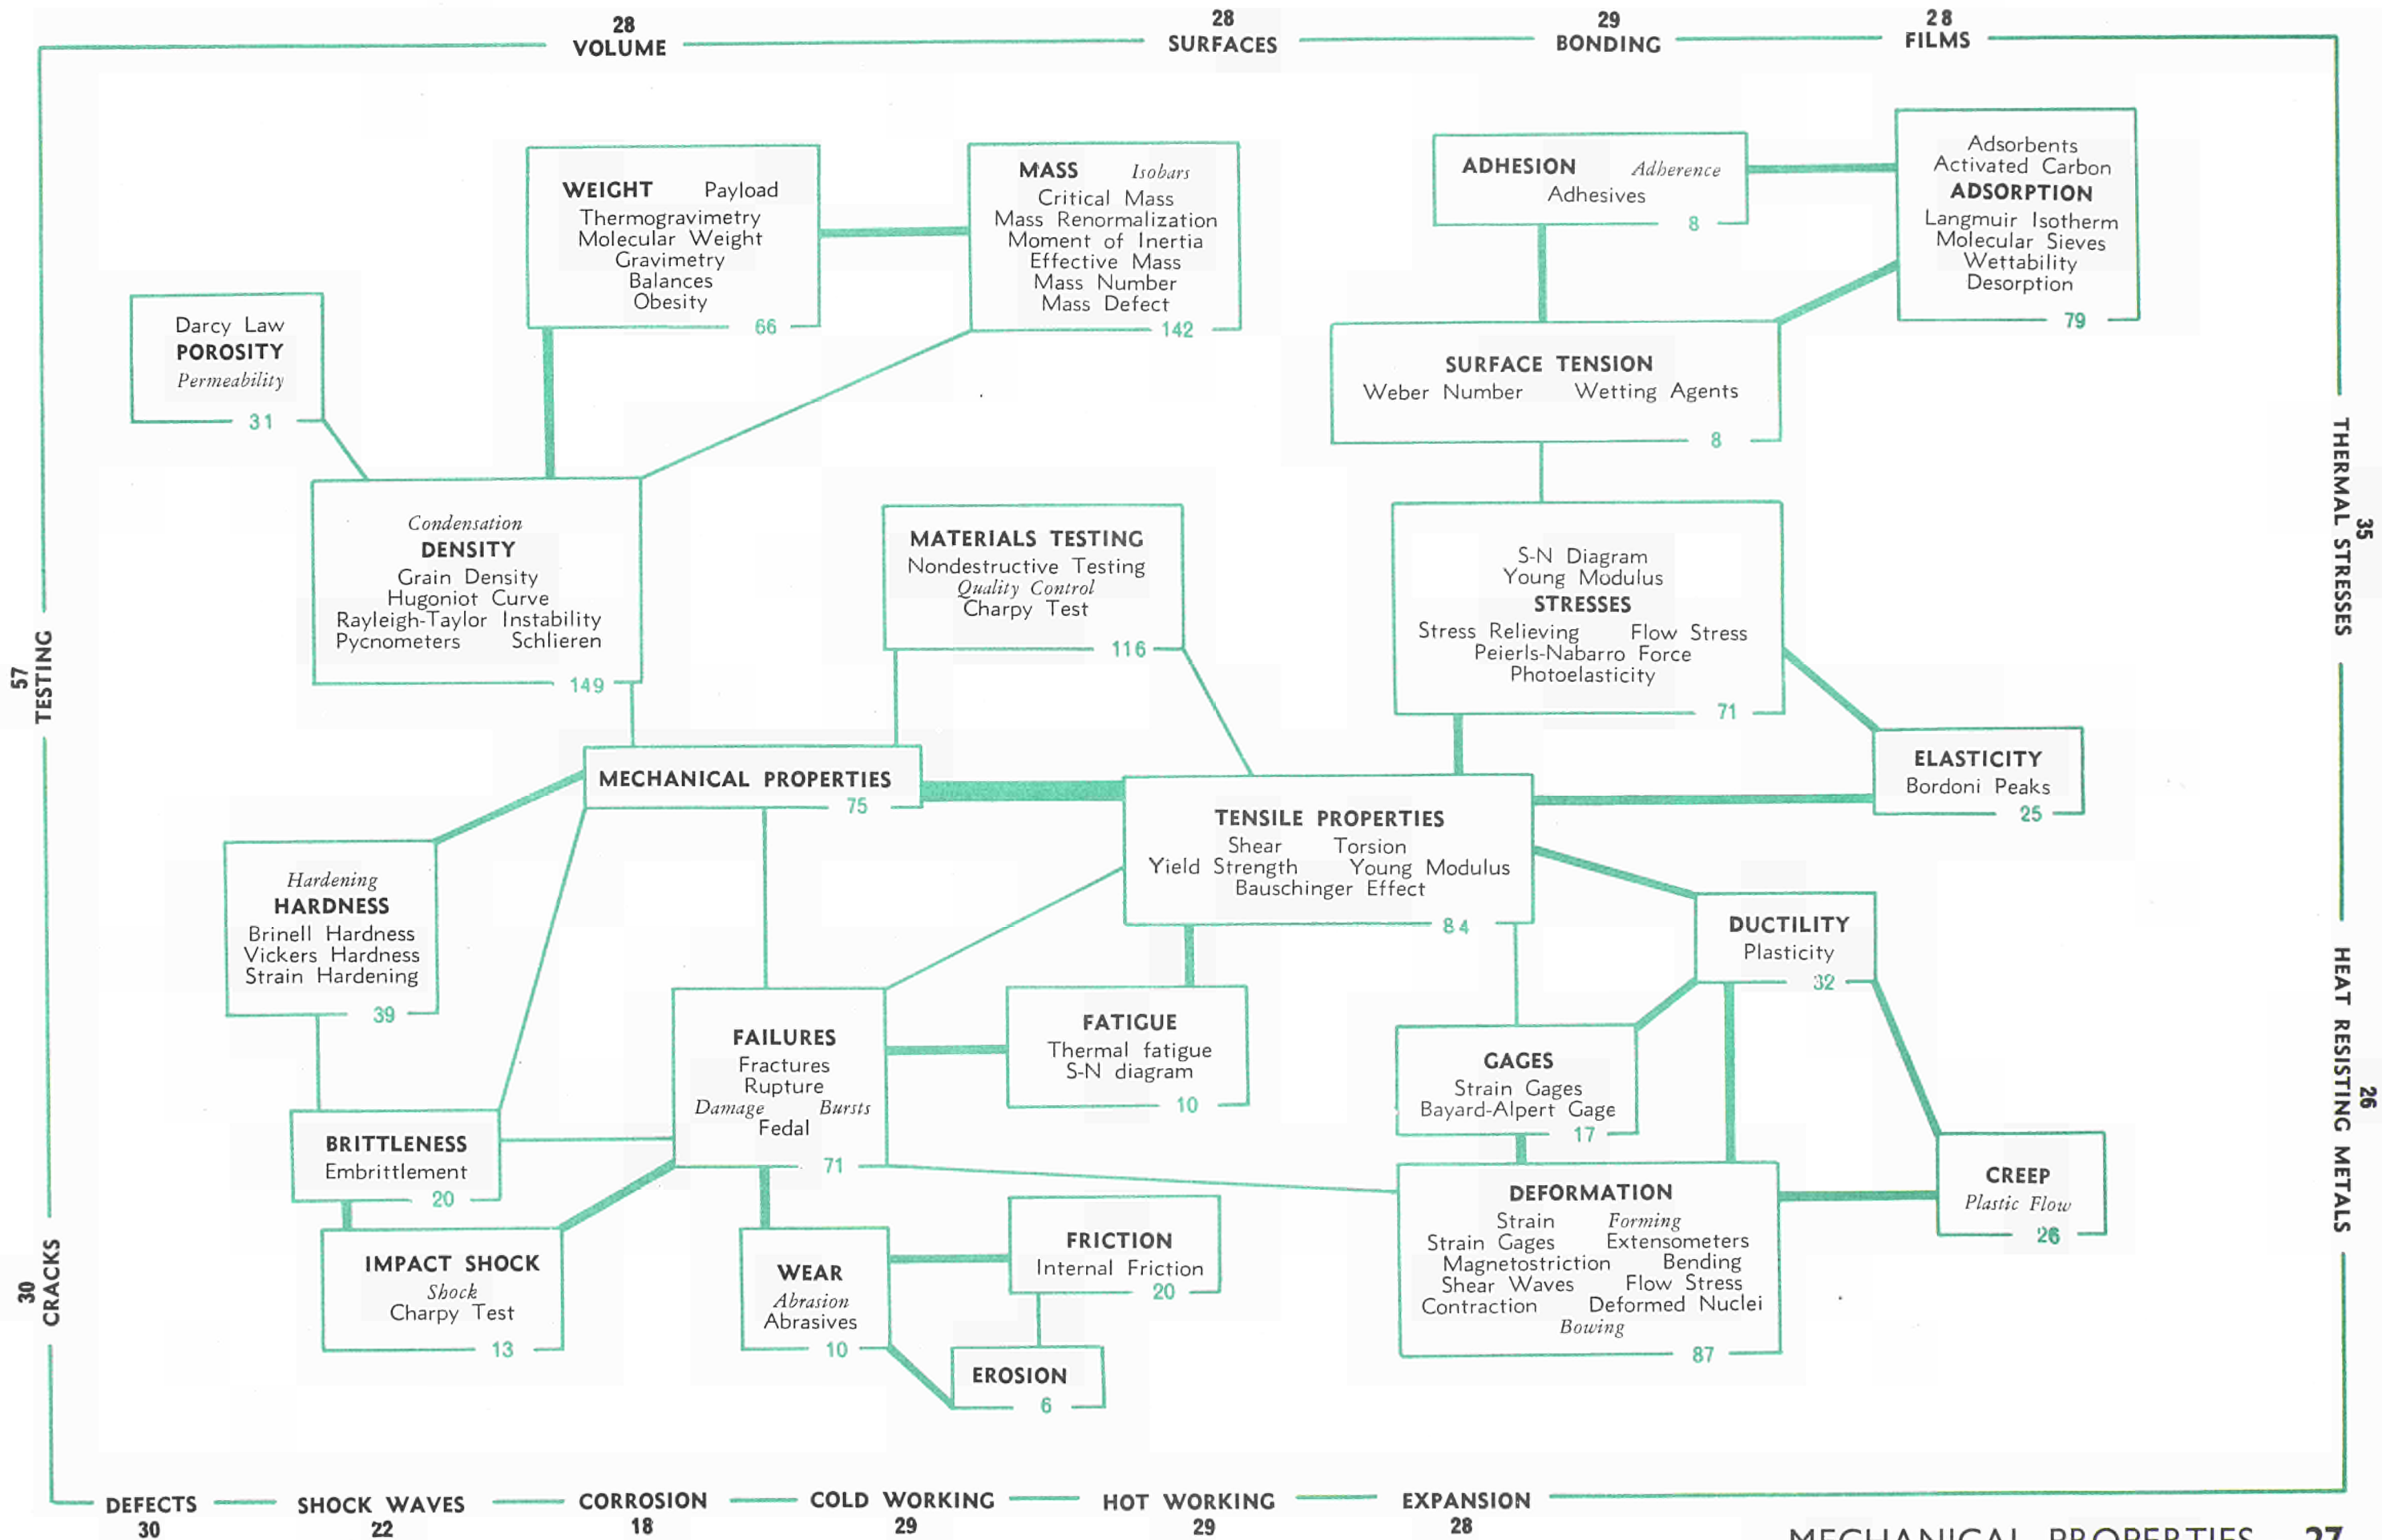 28
VOLUME
28
SURFACES
29
BONDING
28
FILMS
WEIGHT Payload
Thermogravimetry
Molecular Weight
Gravimetry
Balances
Obesity
66
MASS Isobars
Critical Mass
Mass Renormalization
Moment of Inertia
Effective Mass
Mass Number
Mass Defect
142
ADHESION Adherence
Adhesives
8
Adsorbents
Activated Carbon
ADSORPTION
Langmuir Isotherm
Molecular Sieves
Wettability
Desorption
79
Darcy Law
POROSITY
Permeability
31
SURFACE TENSION
Weber Number Wetting Agents
8
Condensation
DENSITY
Grain Density
Hugoniot Curve
Rayleigh-Taylor Instability
Pycnometers Schlieren
149
MATERIALS TESTING
Nondestructive Testing
Quality Control
Charpy Test
116
S-N Diagram
Young Modulus
STRESSES
Stress Relieving Flow Stress
Peierls-Nabarro Force
Photoelasticity
71
35
THERMAL STRESSES
57
TESTING
MECHANICAL PROPERTIES
75
TENSILE PROPERTIES
Shear Torsion
Yield Strength Young Modulus
Bauschinger Effect
84
ELASTICITY
Bordoni Peaks
25
Hardening
HARDNESS
Brinell Hardness
Vickers Hardness
Strain Hardening
39
DUCTILITY
Plasticity
32
FAILURES
Fractures
Rupture
Damage Bursts
Fedal
71
FATIGUE
Thermal fatigue
S-N diagram
10
GAGES
Strain Gages
Bayard-Alpert Gage
17
26
HEAT RESISTING METALS
BRITTLENESS
Embrittlement
20
CREEP
Plastic Flow
26
IMPACT SHOCK
Shock
Charpy Test
13
WEAR
Abrasion
Abrasives
10
FRICTION
Internal Friction
20
DEFORMATION
Strain Forming
Strain Gages Extensometers
Magnetostriction Bending
Shear Waves Flow Stress
Contraction Deformed Nuclei
Bowing
87
30
CRACKS
EROSION
6
DEFECTS
30
SHOCK WAVES
22
CORROSION
18
COLD WORKING
29
HOT WORKING
29
EXPANSION
28
MECHANICAL PROPERTIES 27